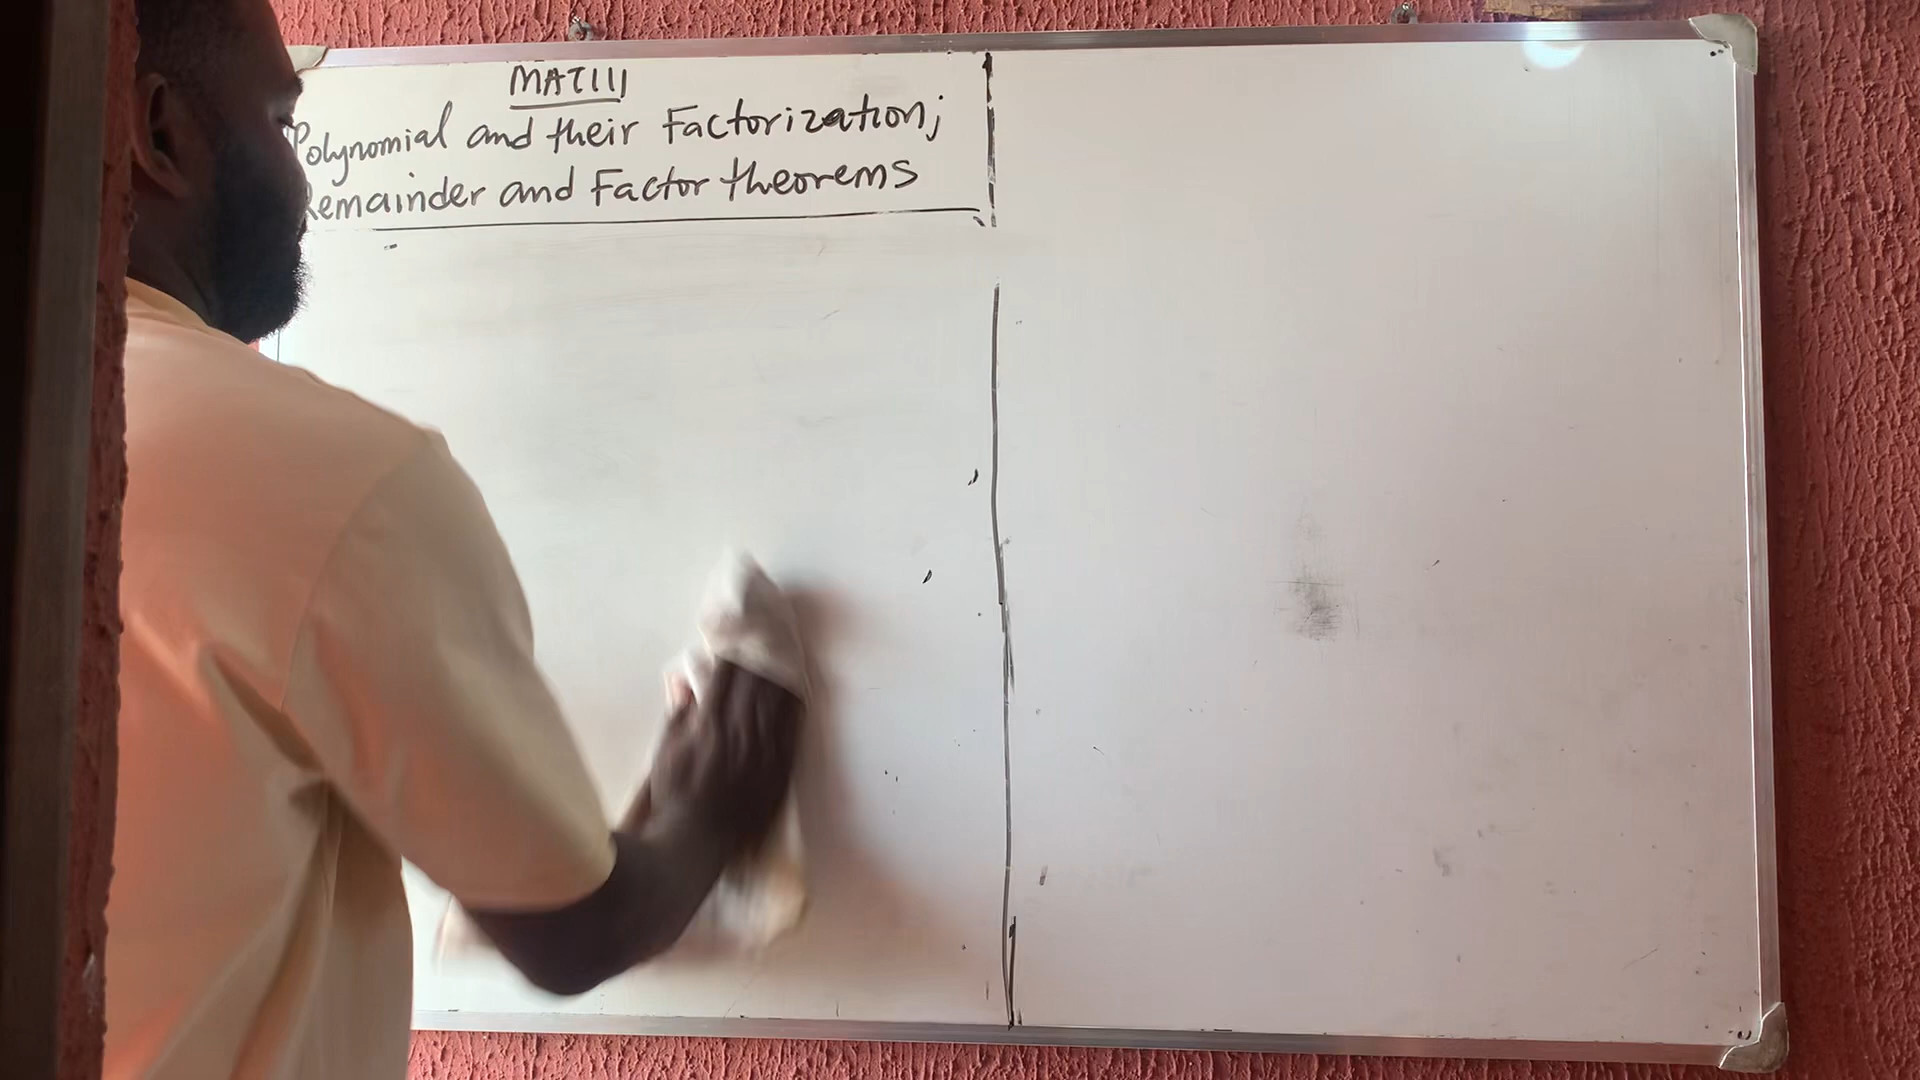 MAT111
Polynomial and their Factorization;
Remainder and Factor theorems